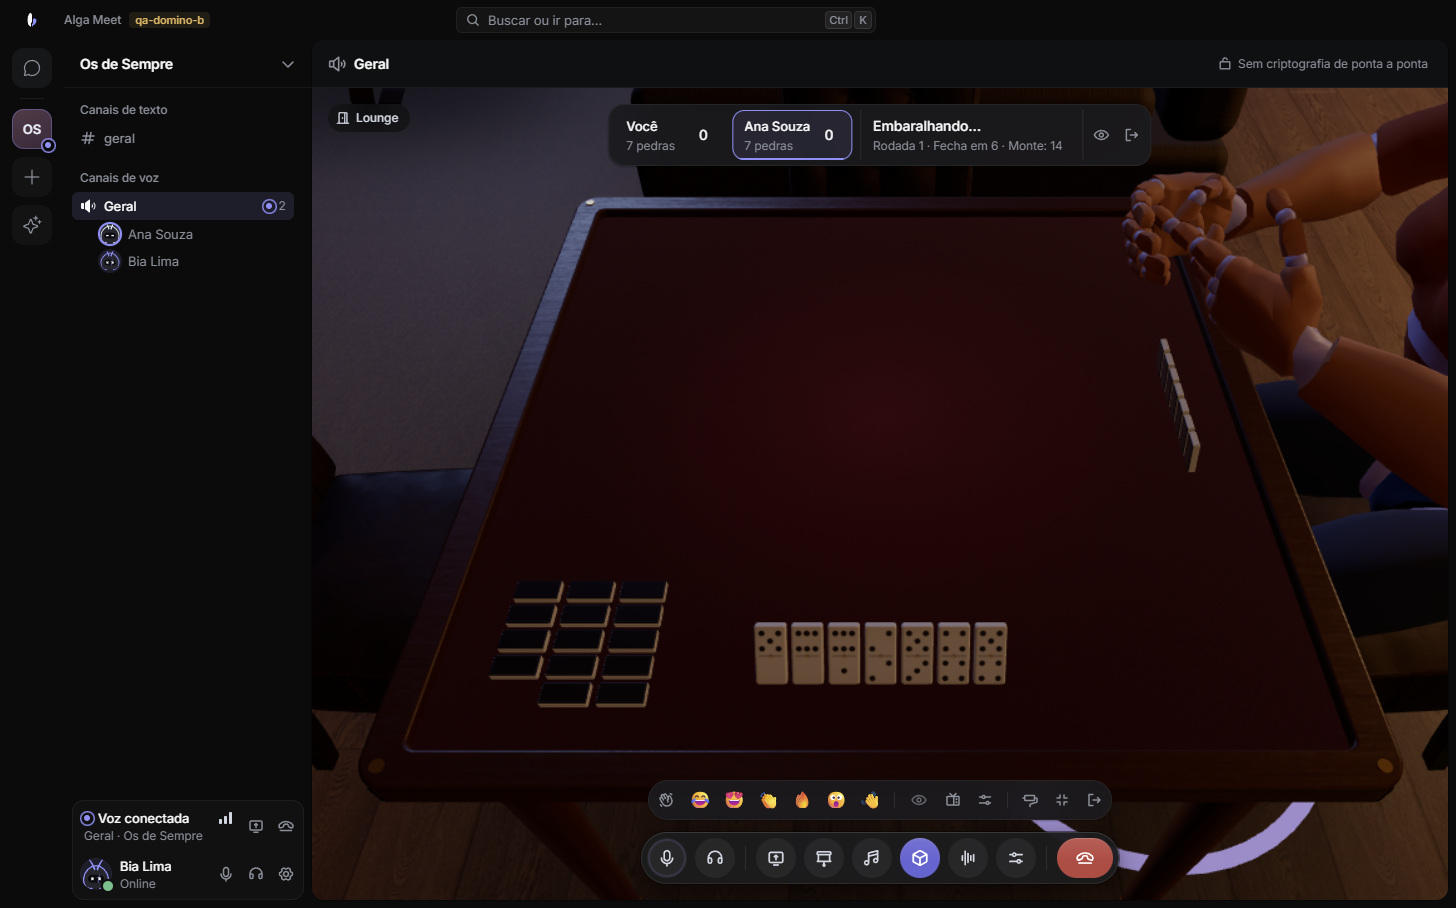 Alga Meet
qa-domino-b
Buscar ou ir para...
Ctrl
K
Os de Sempre
Geral
Sem criptografia de ponta a ponta
OS
Canais de texto
geral
Canais de voz
Geral
2
Ana Souza
Bia Lima
Lounge
Você
7 pedras
0
Ana Souza
7 pedras
0
Embaralhando...
Rodada 1 · Fecha em 6 · Monte: 14
Voz conectada
Geral · Os de Sempre
Bia Lima
Online